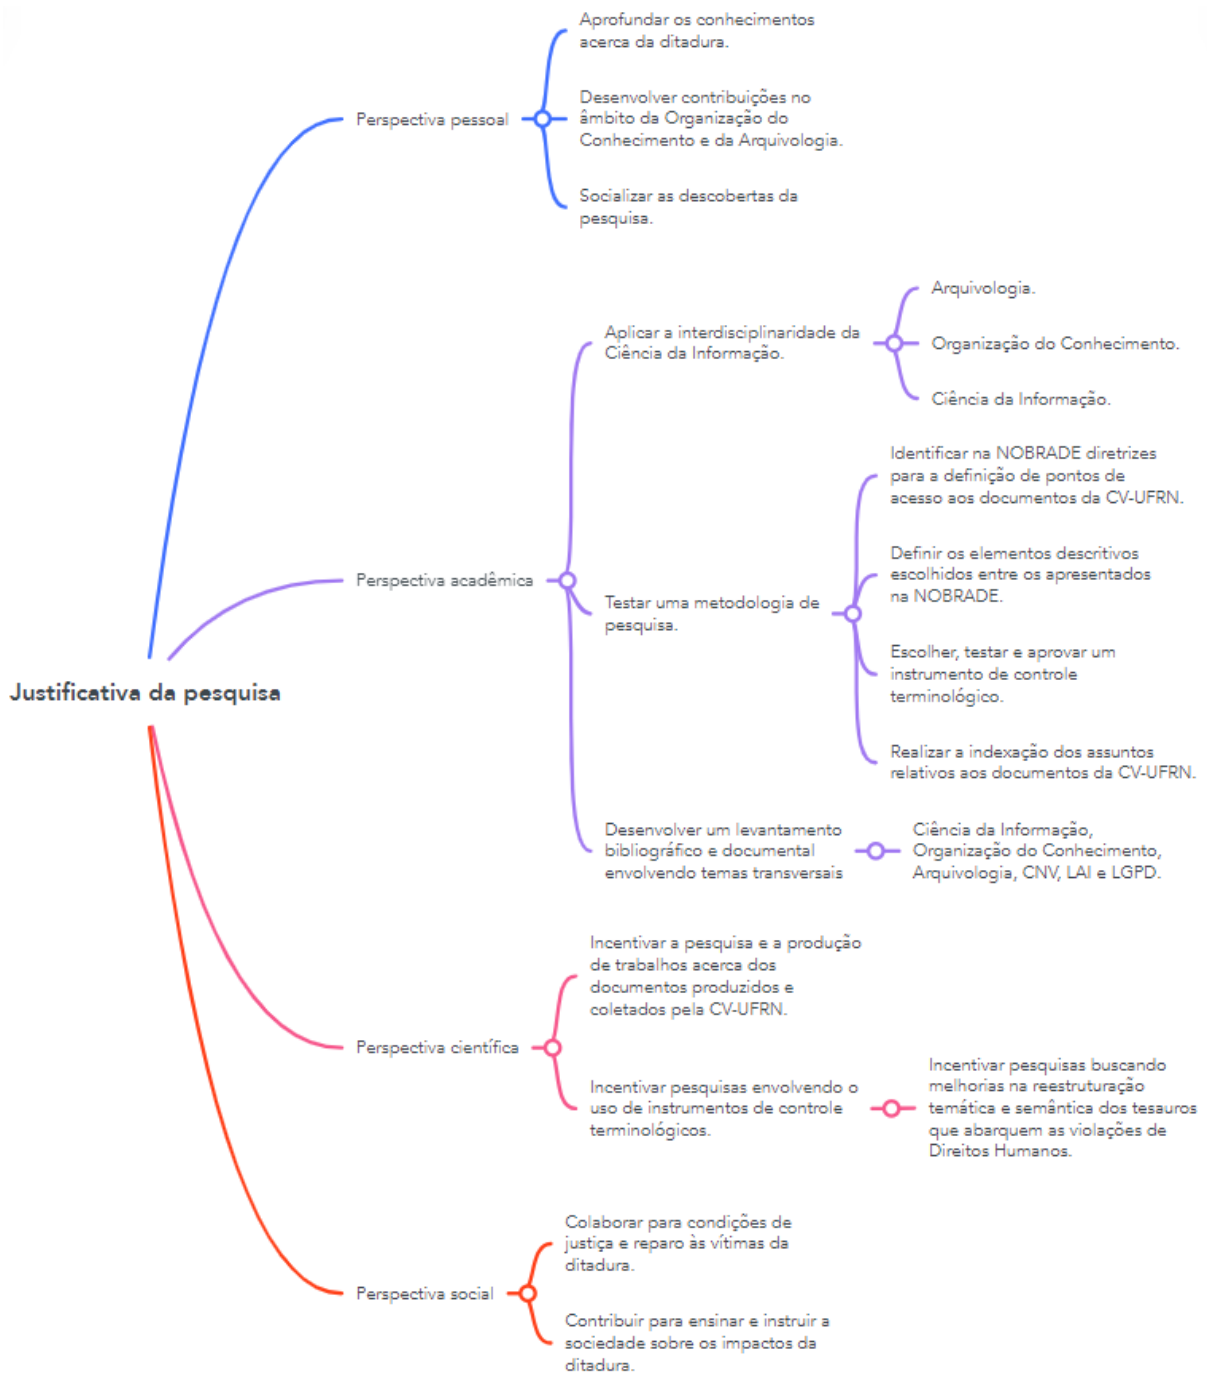 Justificativa da pesquisa
Perspectiva pessoal
Aprofundar os conhecimentos
acerca da ditadura.
Desenvolver contribuições no
âmbito da Organização do
Conhecimento e da Arquivologia.
Socializar as descobertas da
pesquisa.
Perspectiva acadêmica
Aplicar a interdisciplinaridade da
Ciência da Informação.
Arquivologia.
Organização do Conhecimento.
Ciência da Informação.
Testar uma metodologia de
pesquisa.
Identificar na NOBRADE diretrizes
para a definição de pontos de
acesso aos documentos da CV-UFRN.
Definir os elementos descritivos
escolhidos entre os apresentados
na NOBRADE.
Escolher, testar e aprovar um
instrumento de controle
terminológico.
Realizar a indexação dos assuntos
relativos aos documentos da CV-UFRN.
Desenvolver um levantamento
bibliográfico e documental
envolvendo temas transversais
Ciência da Informação,
Organização do Conhecimento,
Arquivologia, CNV, LAI e LGPD.
Perspectiva científica
Incentivar a pesquisa e a produção
de trabalhos acerca dos
documentos produzidos e
coletados pela CV-UFRN.
Incentivar pesquisas envolvendo o
uso de instrumentos de controle
terminológicos.
Incentivar pesquisas buscando
melhorias na reestruturação
temática e semântica dos tesauros
que abarquem as violações de
Direitos Humanos.
Perspectiva social
Colaborar para condições de
justiça e reparo às vítimas da
ditadura.
Contribuir para ensinar e instruir a
sociedade sobre os impactos da
ditadura.